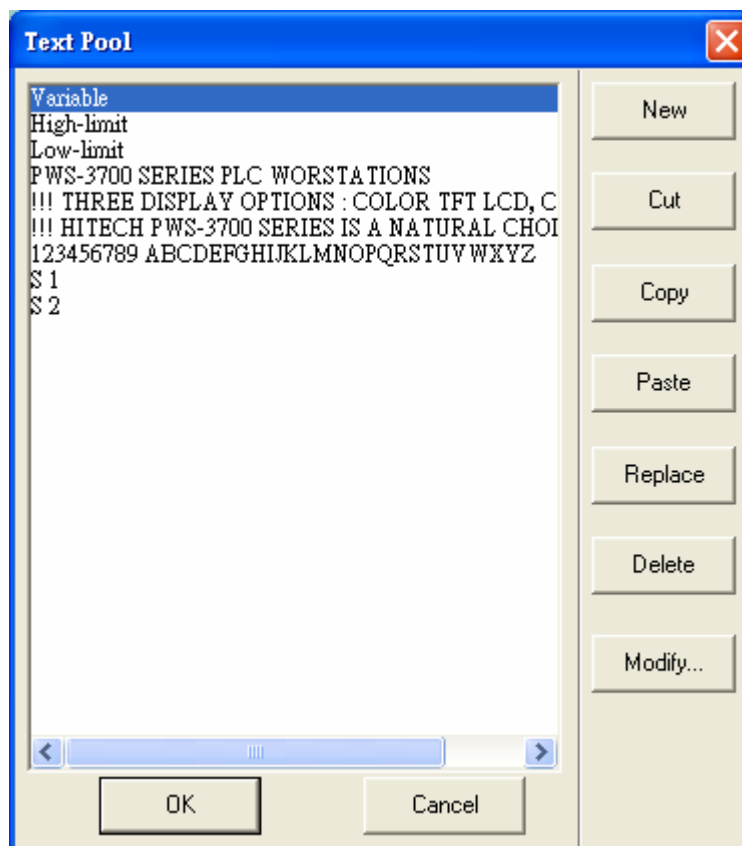 Text Pool
Variable
High-limit
Low-limit
PWS-3700 SERIES PLC WORSTATIONS
!!! THREE DISPLAY OPTIONS : COLOR TFT LCD, C
!!! HITECH PWS-3700 SERIES IS A NATURAL CHOI
123456789 ABCDEFGHIJKLMNOPQRSTUVWXYZ
S 1
S 2
New
Cut
Copy
Paste
Replace
Delete
Modify...
OK
Cancel